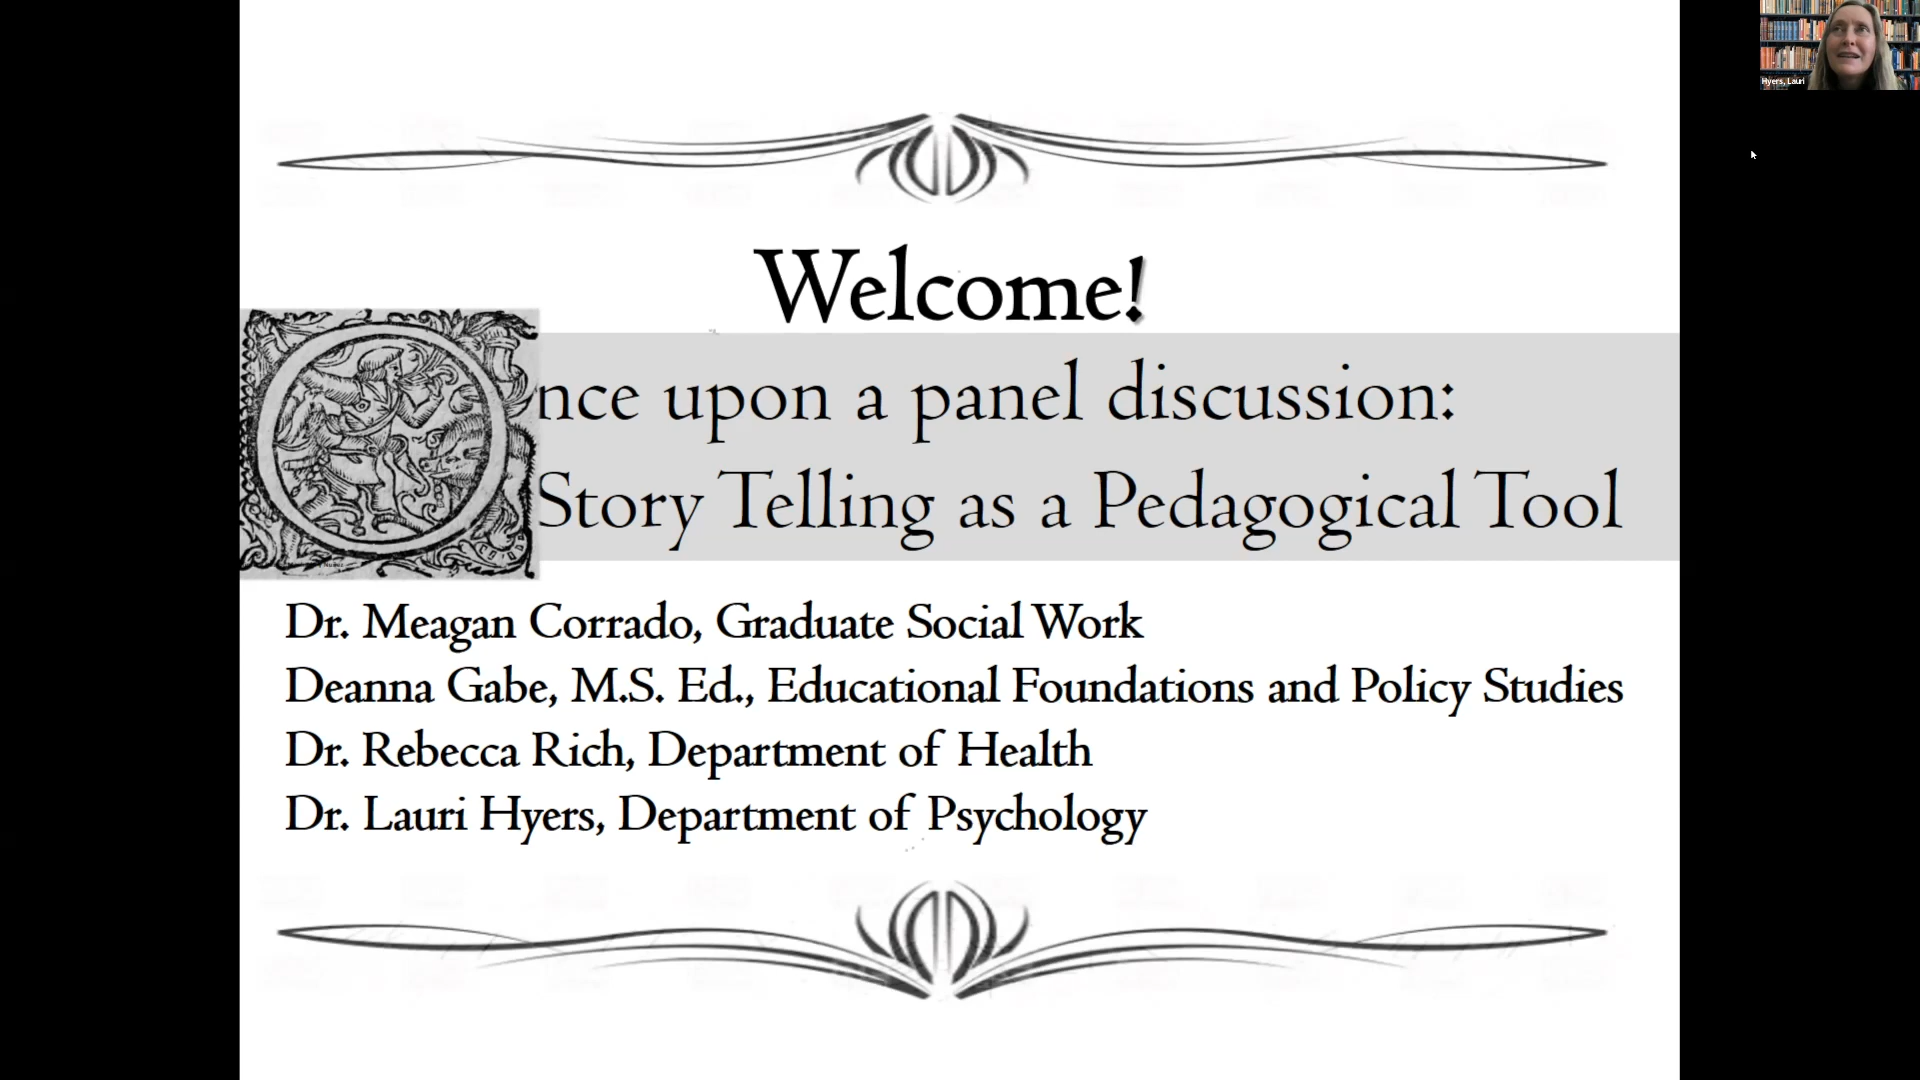 Hyers, Lauri
Welcome!
Once upon a panel discussion:
Story Telling as a Pedagogical Tool
Dr. Meagan Corrado, Graduate Social Work
Deanna Gabe, M.S. Ed., Educational Foundations and Policy Studies
Dr. Rebecca Rich, Department of Health
Dr. Lauri Hyers, Department of Psychology